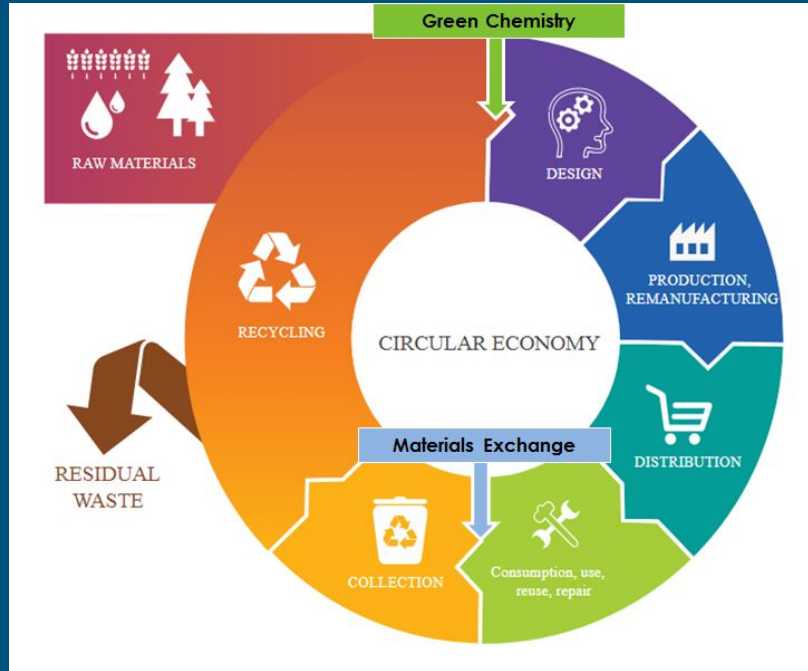 Green Chemistry
RAW MATERIALS
DESIGN
PRODUCTION,
REMANUFACTURING
RECYCLING
CIRCULAR ECONOMY
Materials Exchange
DISTRIBUTION
RESIDUAL
WASTE
COLLECTION
Consumption, use,
reuse, repair